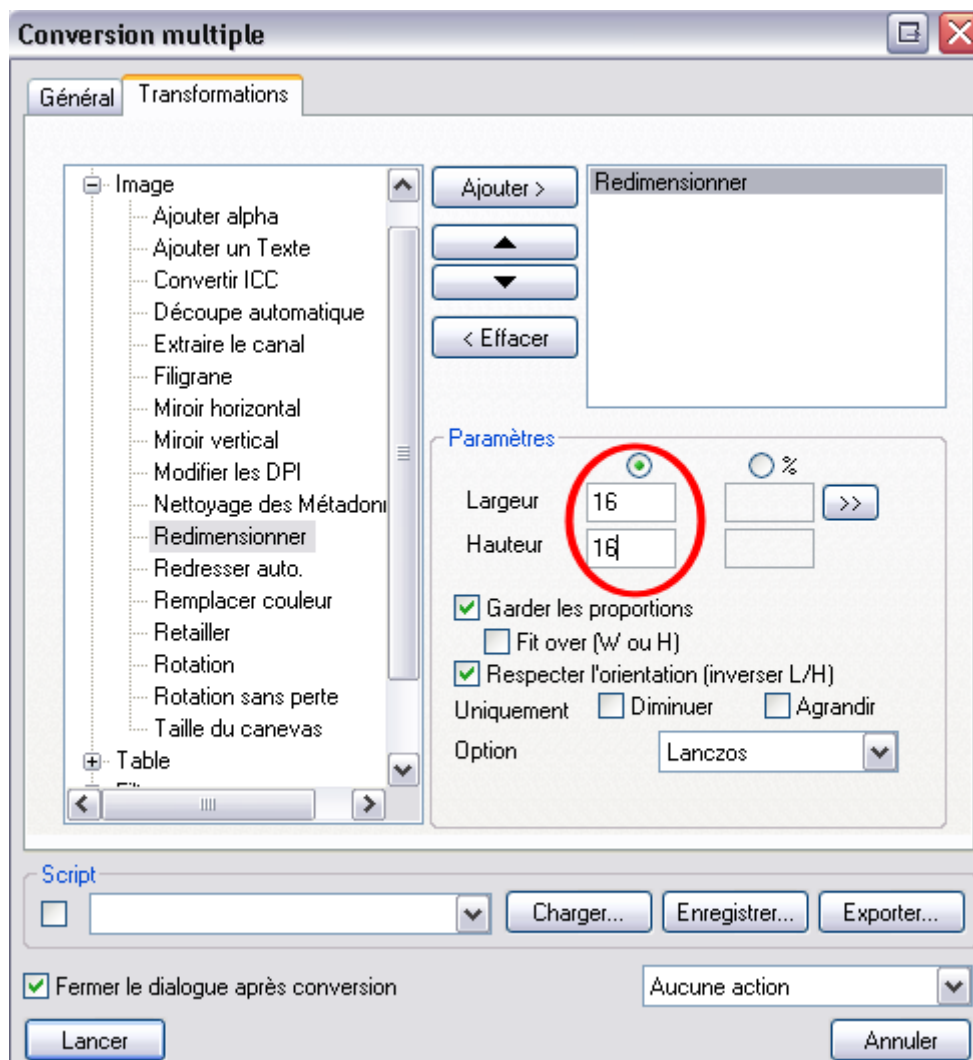 Conversion multiple
Général
Transformations
Image
Ajouter alpha
Ajouter un Texte
Convertir ICC
Découpe automatique
Extraire le canal
Filigrane
Miroir horizontal
Miroir vertical
Modifier les DPI
Nettoyage des Métadon
Redimensionner
Redresser auto.
Remplacer couleur
Retailler
Rotation
Rotation sans perte
Taille du canevas
Table
Ajouter >
< Effacer
Redimensionner
Paramètres
%
Largeur 16 >>
Hauteur 16
Garder les proportions
Fit over (W ou H)
Respecter l'orientation (inverser L/H)
Uniquement Diminuer Agrandir
Option Lanczos
Script
Charger... Enregistrer... Exporter...
Fermer le dialogue après conversion Aucune action
Lancer Annuler